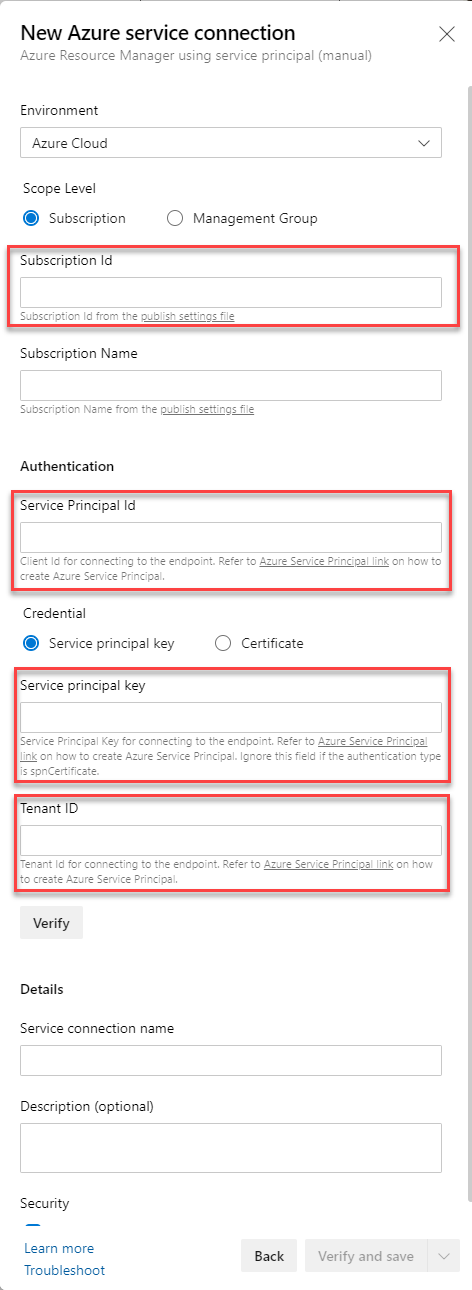 New Azure service connection
Azure Resource Manager using service principal (manual)
Environment
Azure Cloud
Scope Level
Subscription Management Group
Subscription Id
Subscription Id from the publish settings file
Subscription Name
Subscription Name from the publish settings file
Authentication
Service Principal Id
Client Id for connecting to the endpoint. Refer to Azure Service Principal link on how to
create Azure Service Principal.
Credential
Service principal key Certificate
Service principal key
Service Principal Key for connecting to the endpoint. Refer to Azure Service Principal
link on how to create Azure Service Principal. Ignore this field if the authentication type
is spnCertificate.
Tenant ID
Tenant Id for connecting to the endpoint. Refer to Azure Service Principal link on how
to create Azure Service Principal.
Verify
Details
Service connection name
Description (optional)
Security
Learn more
Troubleshoot
Back Verify and save